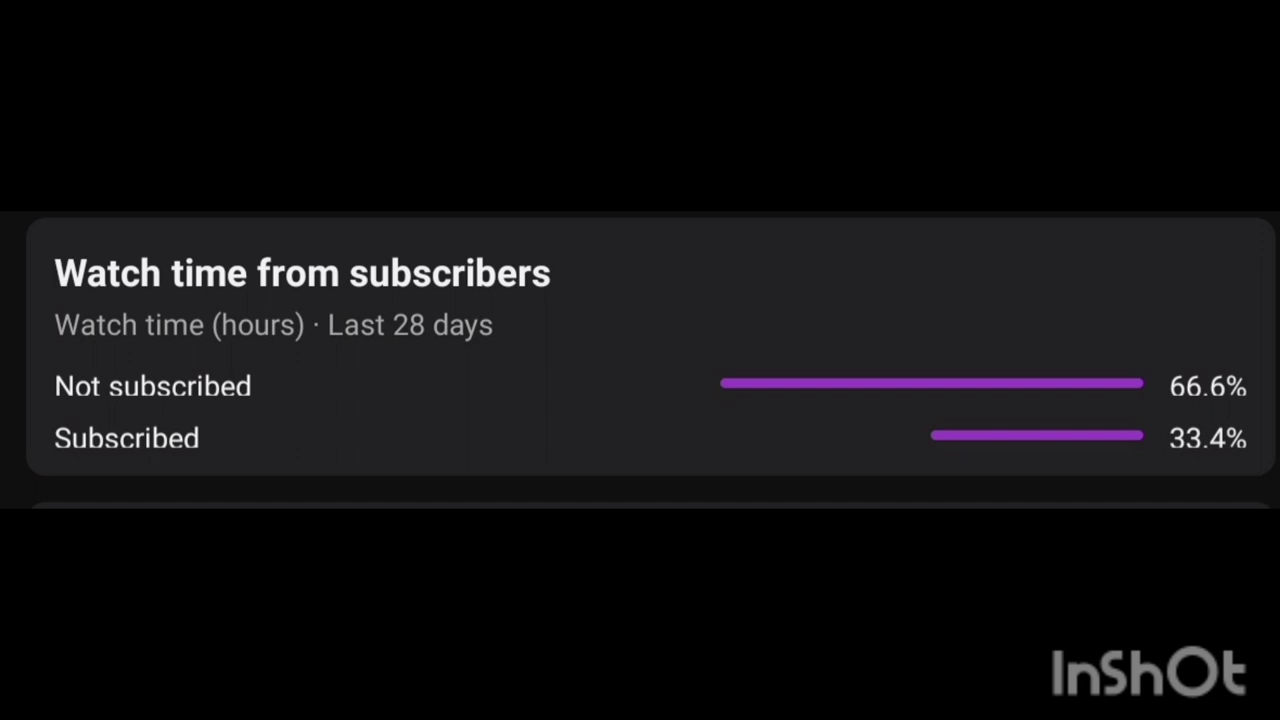 Watch time from subscribers
Watch time (hours) · Last 28 days
Not subscribed 66.6%
Subscribed 33.4%
InShOt